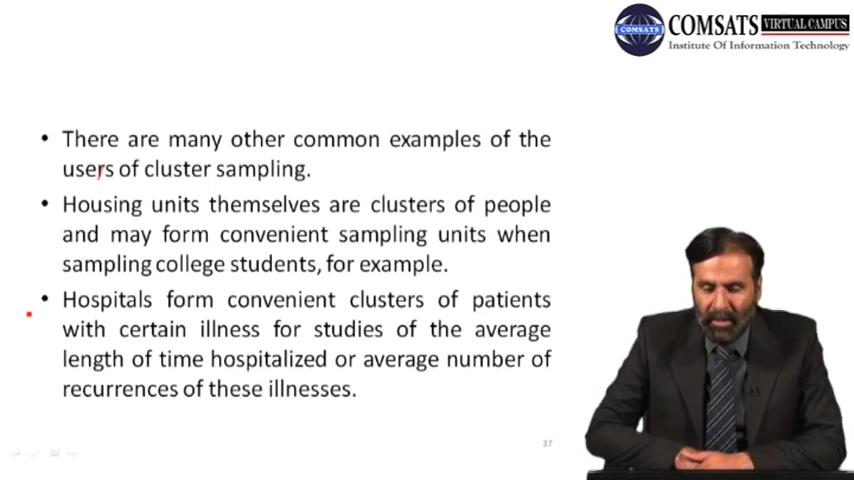 COMSATS
COMSATS VIRTUAL CAMPUS
Institute Of Information Technology
• There are many other common examples of the
users of cluster sampling.
• Housing units themselves are clusters of people
and may form convenient sampling units when
sampling college students, for example.
• Hospitals form convenient clusters of patients
with certain illness for studies of the average
length of time hospitalized or average number of
recurrences of these illnesses.
37